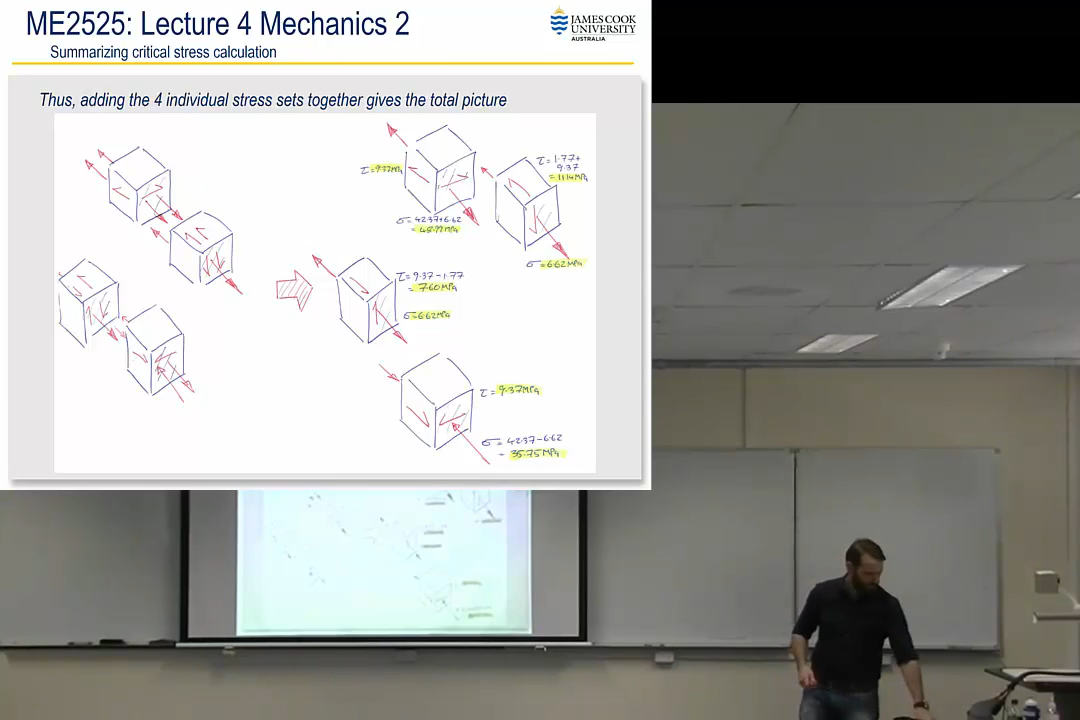 ME2525: Lecture 4 Mechanics 2
Summarizing critical stress calculation
JAMES COOK
UNIVERSITY
AUSTRALIA
Thus, adding the 4 individual stress sets together gives the total picture
τ = 9.37MPa
σ = 42.37+6.62
= 48.99MPa
τ = 1.77+
9.37
= 11.14MPa
σ = 6.62MPa
τ = 9.37-1.77
= 7.60MPa
σ = 6.62MPa
τ = 9.37MPa
σ = 42.37-6.62
= 35.75MPa